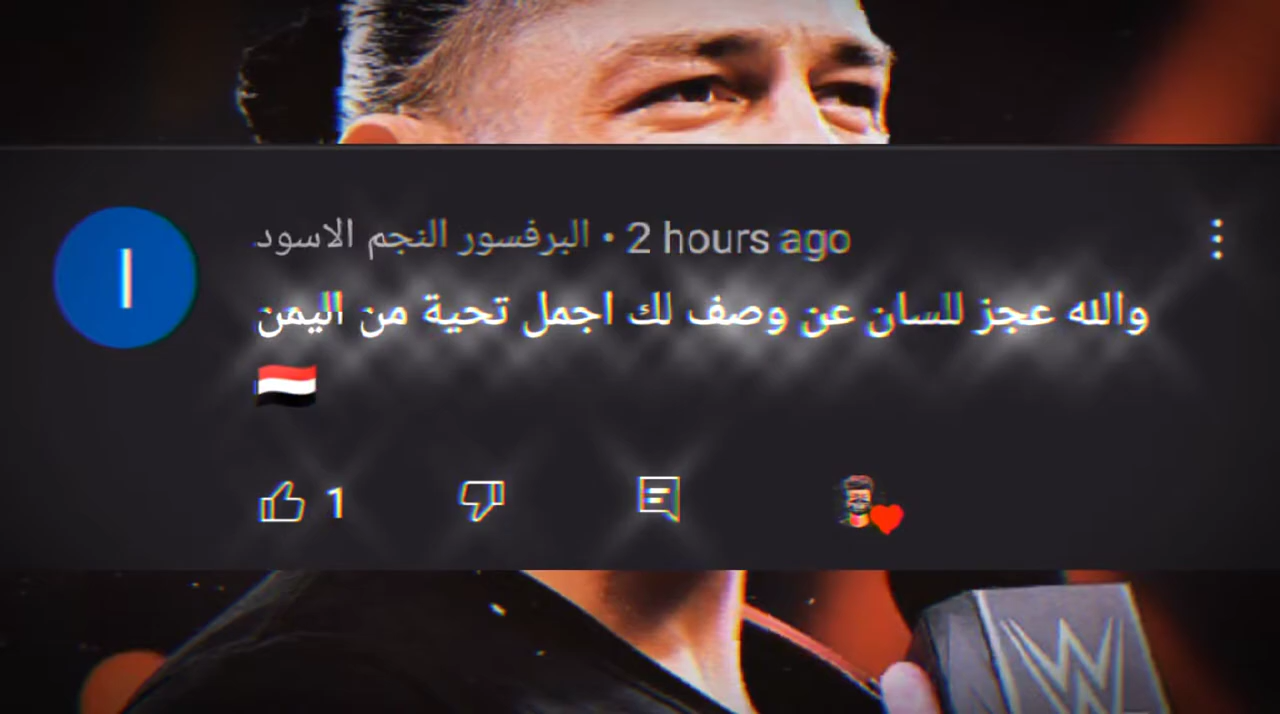 ا
البرفسور النجم الاسود • 2 hours ago
والله عجز للسان عن وصف لك اجمل تحية من اليمن
🇾🇪
1
W